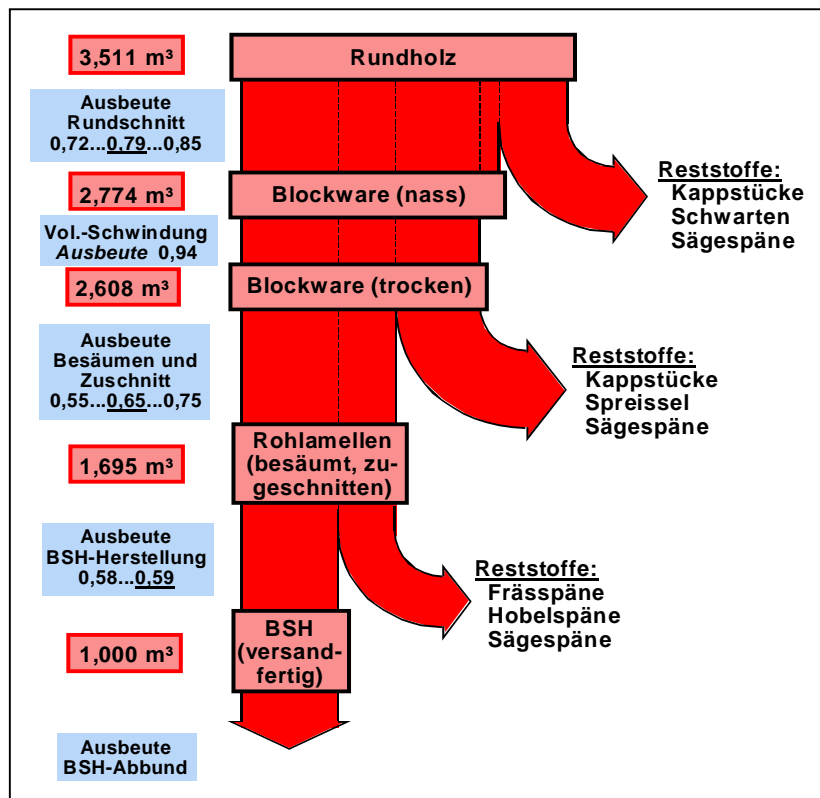 3,511 m³
Rundholz
Ausbeute
Rundschnitt
0,72...0,79...0,85
Reststoffe:
Kappstücke
Schwarten
Sägespäne
2,774 m³
Blockware (nass)
Vol.-Schwindung
Ausbeute 0,94
2,608 m³
Blockware (trocken)
Ausbeute
Besäumen und
Zuschnitt
0,55...0,65...0,75
Reststoffe:
Kappstücke
Spreissel
Sägespäne
1,695 m³
Rohlamellen
(besäumt, zu-
geschnitten)
Ausbeute
BSH-Herstellung
0,58...0,59
Reststoffe:
Frässpäne
Hobelspäne
Sägespäne
1,000 m³
BSH
(versand-
fertig)
Ausbeute
BSH-Abbund